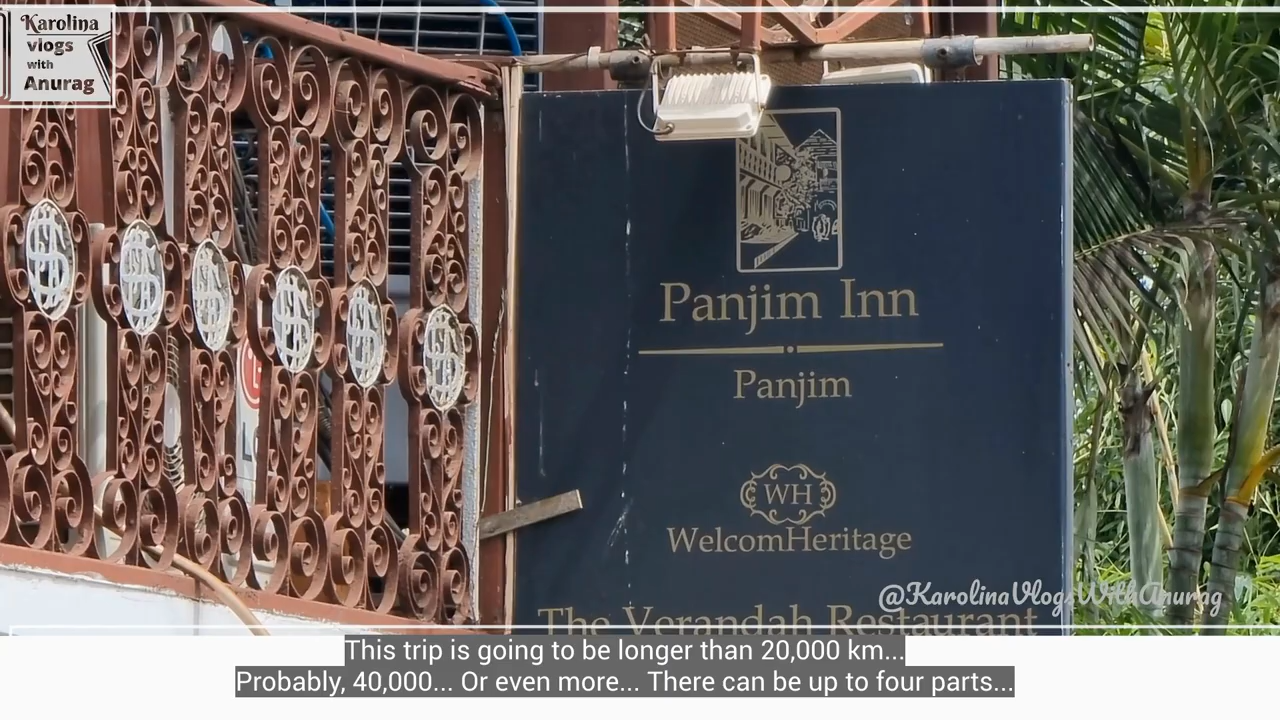 Karolina
vlogs
with
Anurag
Panjim Inn
Panjim
WH
WelcomHeritage
The Verandah Restaurant
@KarolinaVlogsWithAnurag
This trip is going to be longer than 20,000 km...
Probably, 40,000... Or even more... There can be up to four parts...